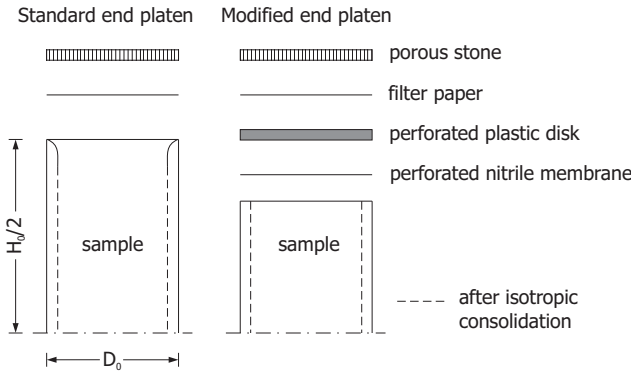 Standard end platen
Modified end platen
porous stone
filter paper
perforated plastic disk
perforated nitrile membrane
H₀/2
sample
sample
after isotropic
consolidation
D₀